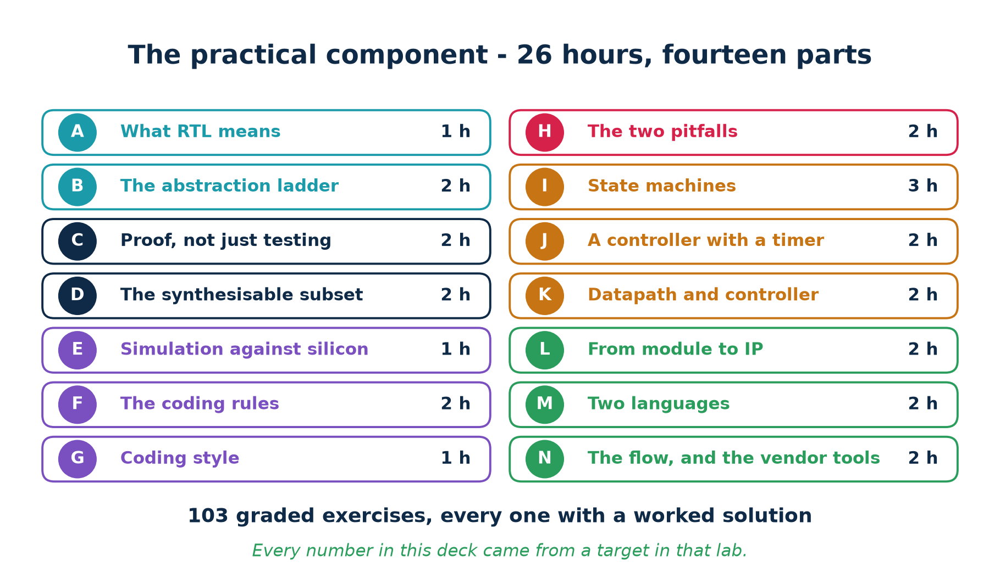 The practical component - 26 hours, fourteen parts
A What RTL means 1 h
B The abstraction ladder 2 h
C Proof, not just testing 2 h
D The synthesisable subset 2 h
E Simulation against silicon 1 h
F The coding rules 2 h
G Coding style 1 h
H The two pitfalls 2 h
I State machines 3 h
J A controller with a timer 2 h
K Datapath and controller 2 h
L From module to IP 2 h
M Two languages 2 h
N The flow, and the vendor tools 2 h
103 graded exercises, every one with a worked solution
Every number in this deck came from a target in that lab.